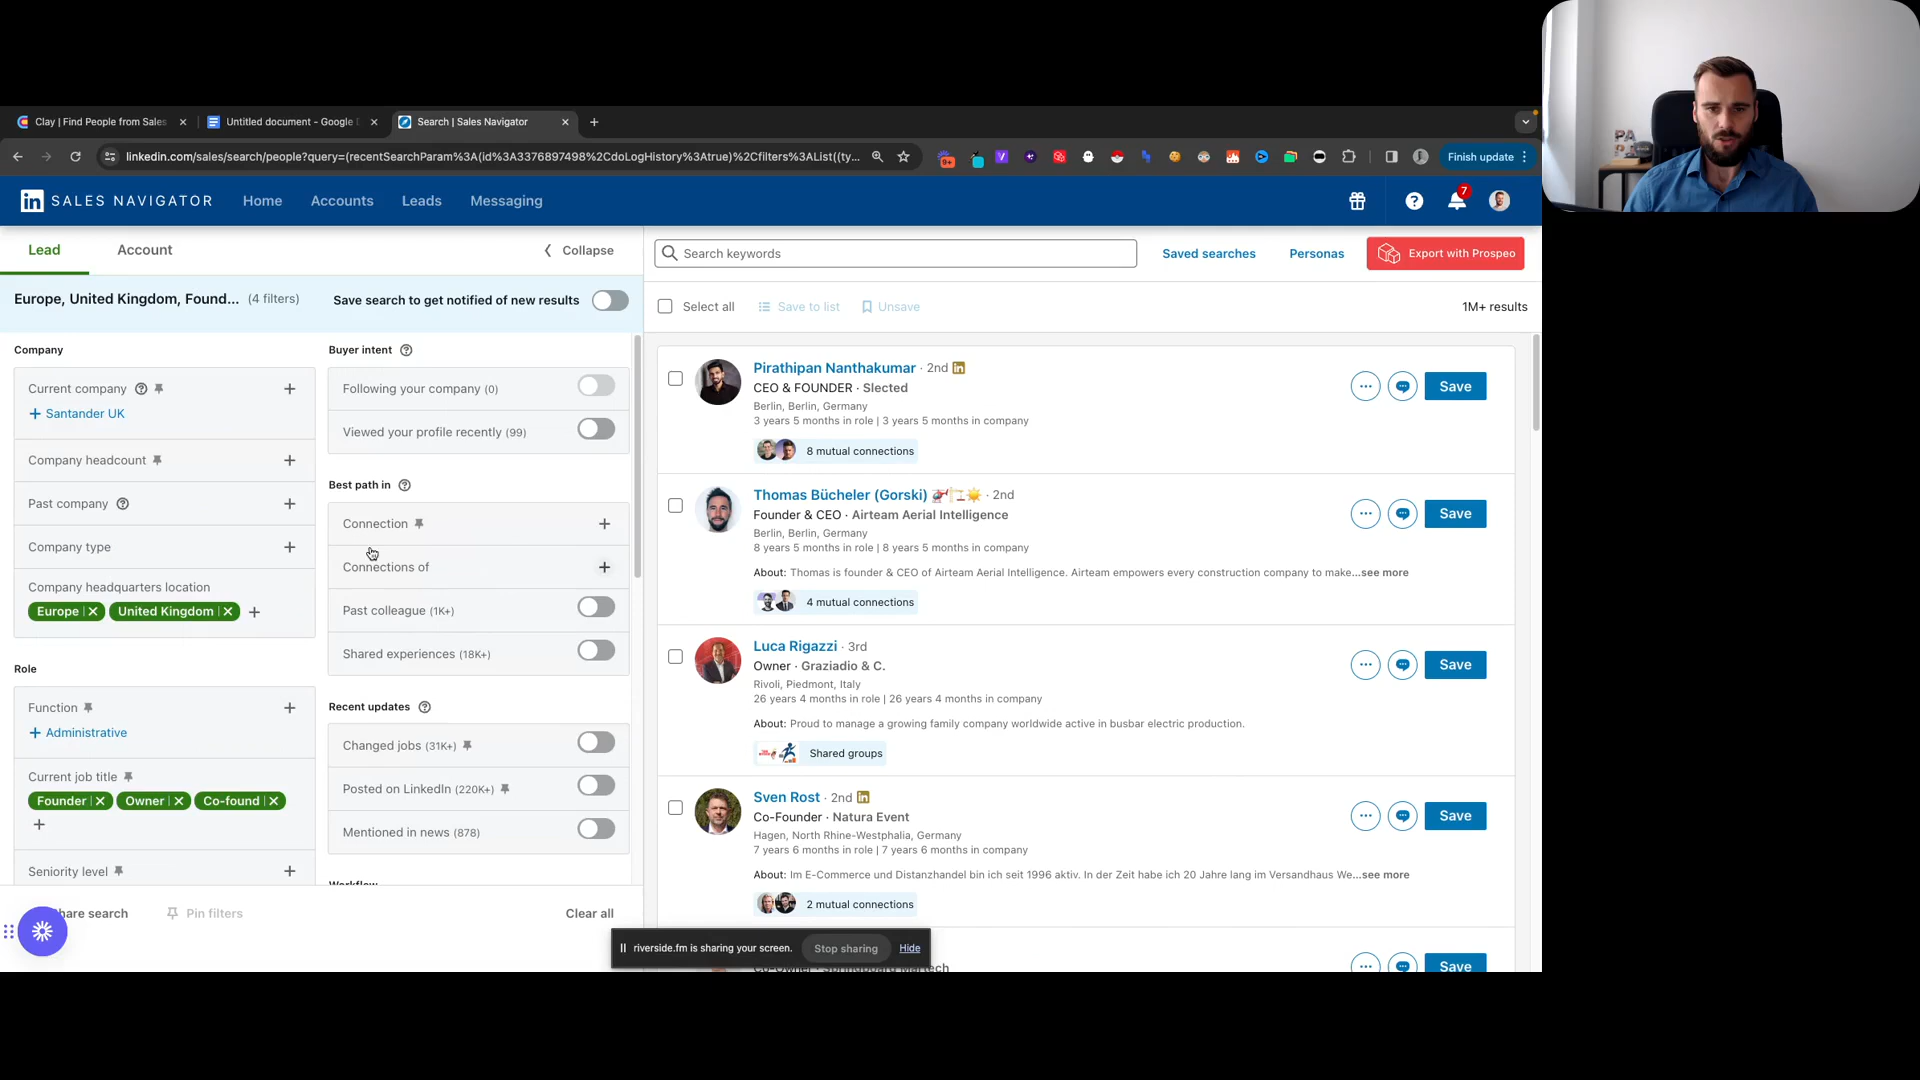 Clay | Find People from Sales
Untitled document - Google
Search | Sales Navigator
linkedin.com/sales/search/people?query=(recentSearchParam%3A(id%3A3376897498%2CdoLogHistory%3Atrue)%2Cfilters%3AList((ty...
9+
Finish update
in SALES NAVIGATOR
Home
Accounts
Leads
Messaging
7
Lead
Account
Collapse
Search keywords
Saved searches
Personas
Export with Prospeo
Europe, United Kingdom, Found... (4 filters)
Save search to get notified of new results
Select all
Save to list
Unsave
1M+ results
Company
Current company
+ Santander UK
Company headcount
Past company
Company type
Company headquarters location
Europe
United Kingdom
Role
Function
+ Administrative
Current job title
Founder
Owner
Co-found
Seniority level
Buyer intent
Following your company (0)
Viewed your profile recently (99)
Best path in
Connection
Connections of
Past colleague (1K+)
Shared experiences (18K+)
Recent updates
Changed jobs (31K+)
Posted on LinkedIn (220K+)
Mentioned in news (878)
Workflow
hare search
Pin filters
Clear all
Pirathipan Nanthakumar · 2nd
CEO & FOUNDER · Slected
Berlin, Berlin, Germany
3 years 5 months in role | 3 years 5 months in company
8 mutual connections
Save
Thomas Bücheler (Gorski) · 2nd
Founder & CEO · Airteam Aerial Intelligence
Berlin, Berlin, Germany
8 years 5 months in role | 8 years 5 months in company
About: Thomas is founder & CEO of Airteam Aerial Intelligence. Airteam empowers every construction company to make...see more
4 mutual connections
Save
Luca Rigazzi · 3rd
Owner · Graziadio & C.
Rivoli, Piedmont, Italy
26 years 4 months in role | 26 years 4 months in company
About: Proud to manage a growing family company worldwide active in busbar electric production.
Shared groups
Save
Sven Rost · 2nd
Co-Founder · Natura Event
Hagen, North Rhine-Westphalia, Germany
7 years 6 months in role | 7 years 6 months in company
About: Im E-Commerce und Distanzhandel bin ich seit 1996 aktiv. In der Zeit habe ich 20 Jahre lang im Versandhaus We...see more
2 mutual connections
Save
riverside.fm is sharing your screen.
Stop sharing
Hide
Save